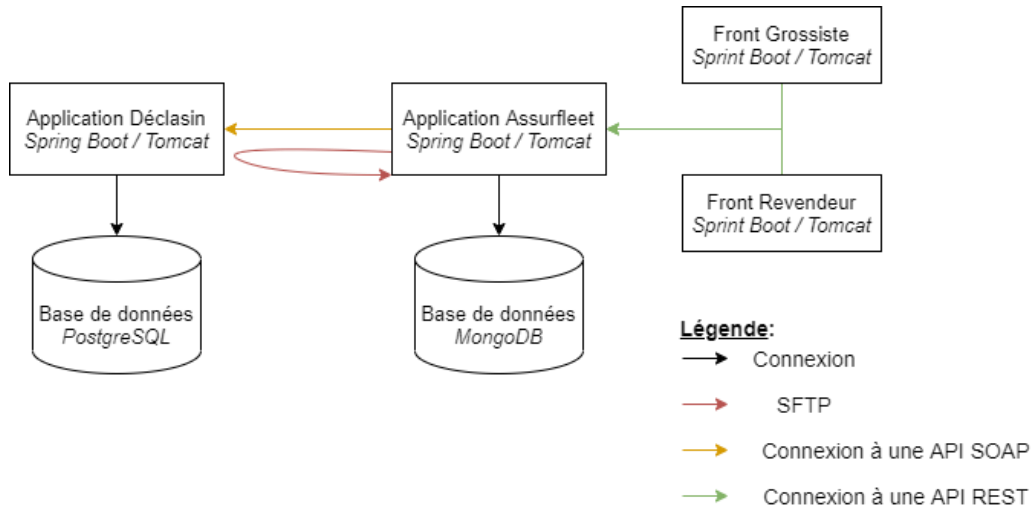 Front Grossiste
Sprint Boot / Tomcat
Application Déclasin
Spring Boot / Tomcat
Application Assurfleet
Spring Boot / Tomcat
Front Revendeur
Sprint Boot / Tomcat
Base de données
PostgreSQL
Base de données
MongoDB
Légende:
Connexion
SFTP
Connexion à une API SOAP
Connexion à une API REST